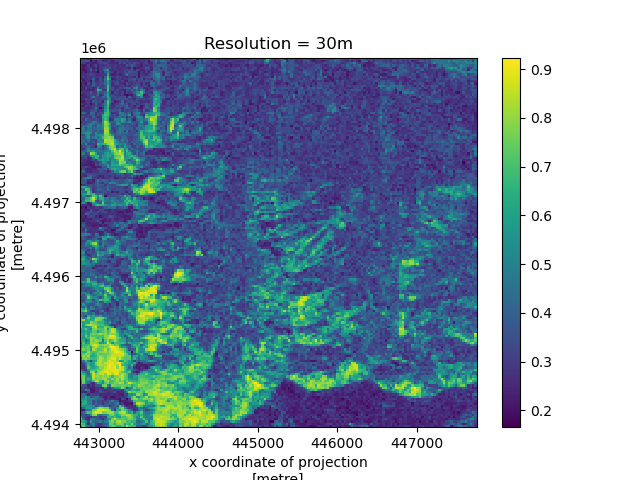 Resolution = 30m
1e6
4.498
4.497
4.496
4.495
4.494
443000 444000 445000 446000 447000
x coordinate of projection
[metre]
y coordinate of projection
[metre]
0.9
0.8
0.7
0.6
0.5
0.4
0.3
0.2